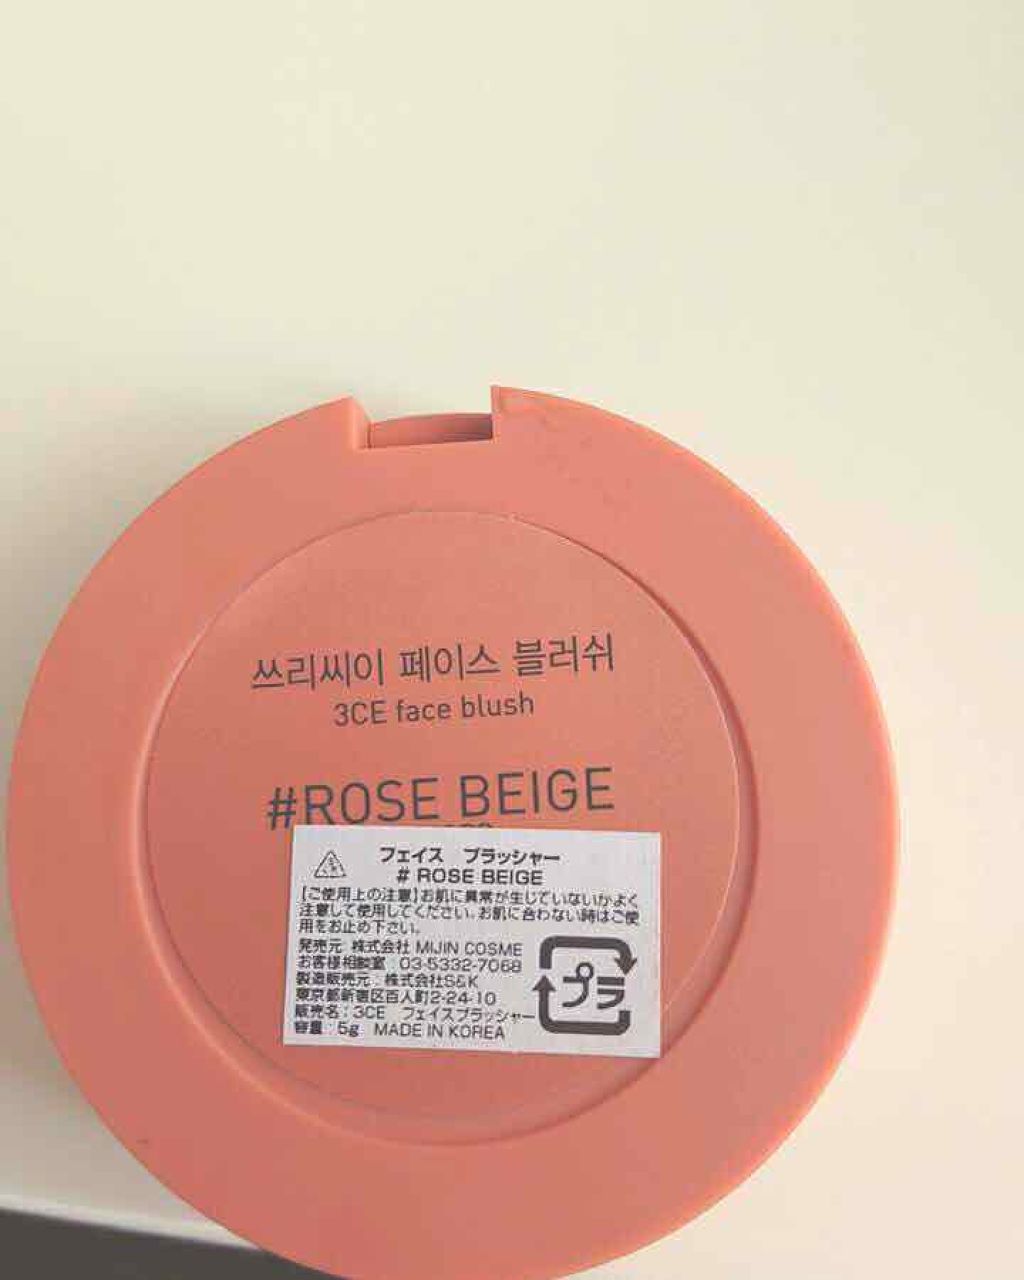 쓰리씨이 페이스 블러쉬
3CE face blush
#ROSE BEIGE
フェイス ブラッシャー
# ROSE BEIGE
【ご使用上の注意】お肌に異常が生じていないかよく
注意して使用してください。お肌に合わない時はご使
用をお止め下さい。
発売元 株式会社 MIJIN COSME
お客様相談室 03-5332-7068
製造販売元 株式会社S&K
東京都新宿区百人町2-24-10
販売名:3CE フェイスブラッシャー
容量:5g MADE IN KOREA
プラ